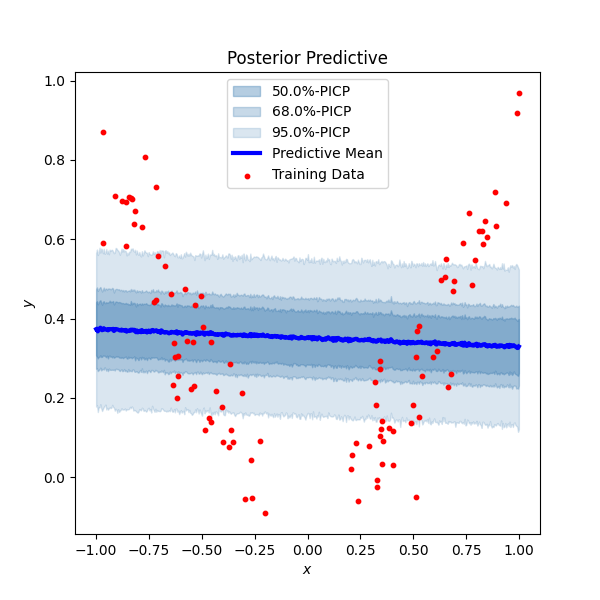 Posterior Predictive
50.0%-PICP
68.0%-PICP
95.0%-PICP
Predictive Mean
Training Data
y
1.0
0.8
0.6
0.4
0.2
0.0
−1.00 −0.75 −0.50 −0.25 0.00 0.25 0.50 0.75 1.00
x